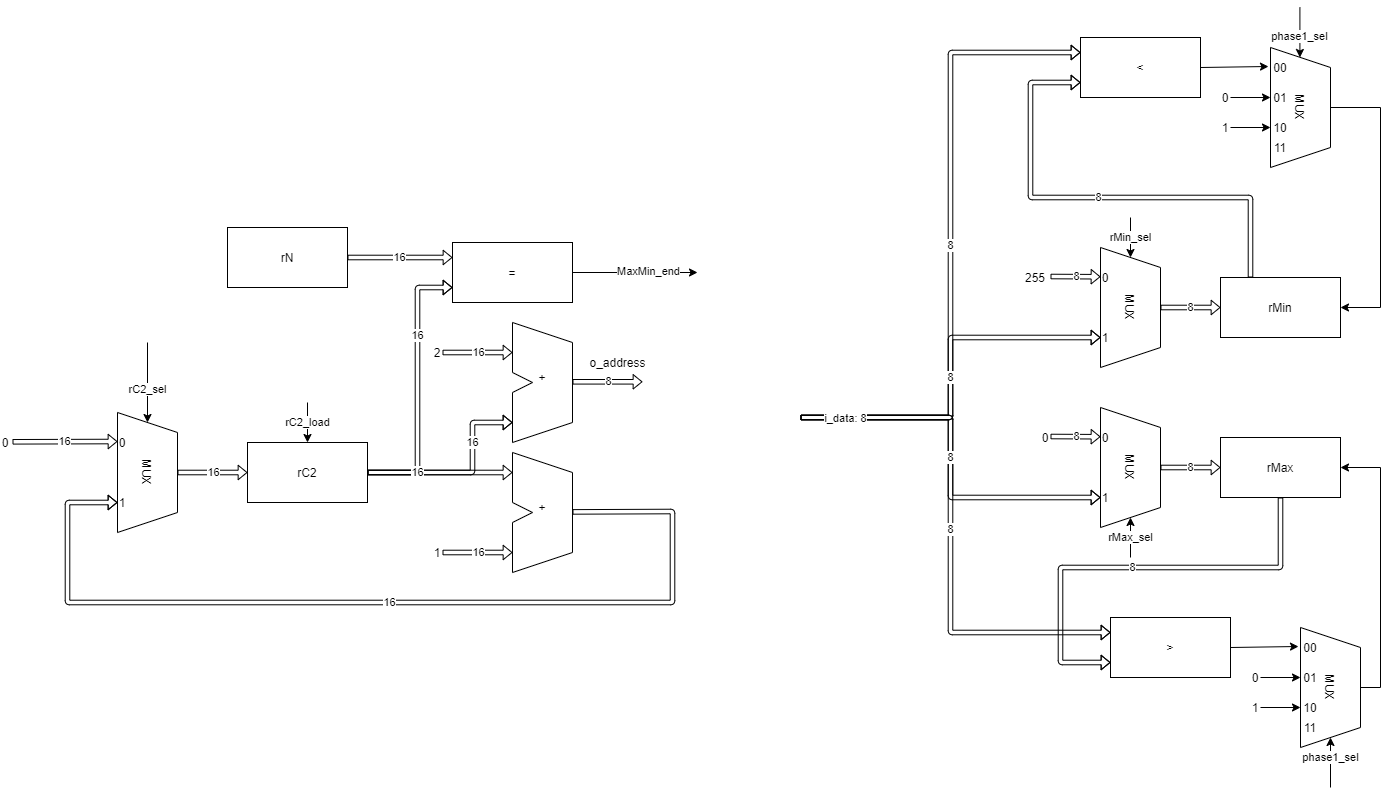 rN
16
=
MaxMin_end
16
2
16
+
o_address
8
rC2_sel
0
16
0
MUX
1
16
rC2_load
rC2
16
16
+
1
16
16
phase1_sel
<
00
0
01
MUX
1
10
11
8
8
rMin_sel
255
8
0
MUX
1
8
rMin
8
i_data: 8
0
8
0
MUX
1
8
rMax
8
rMax_sel
8
8
>
00
0
01
MUX
1
10
11
phase1_sel